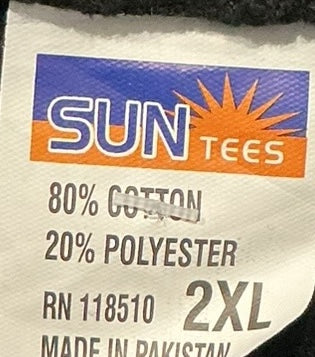 SUN TEES
80% COTTON
20% POLYESTER
RN 118510 2XL
MADE IN PAKISTAN